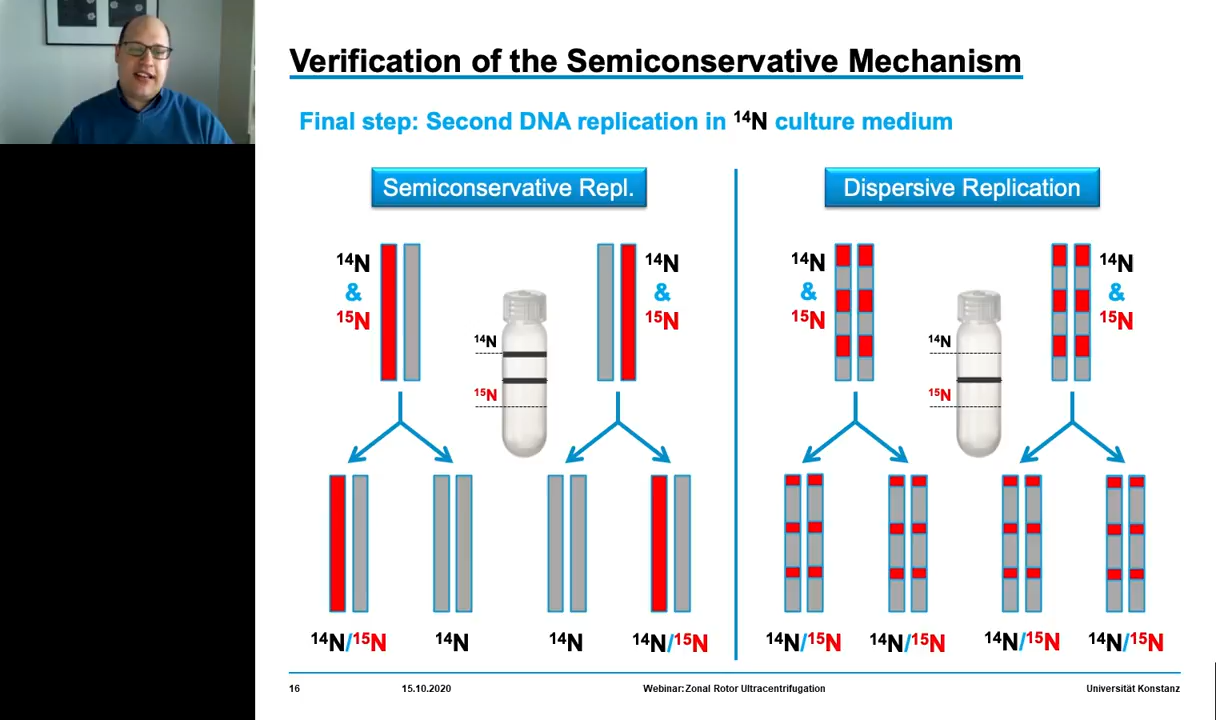 Verification of the Semiconservative Mechanism
Final step: Second DNA replication in ¹⁴N culture medium
Semiconservative Repl.
Dispersive Replication
¹⁴N
&
¹⁵N
¹⁴N
&
¹⁵N
¹⁴N
¹⁵N
¹⁴N
&
¹⁵N
¹⁴N
&
¹⁵N
¹⁴N
¹⁵N
¹⁴N/¹⁵N
¹⁴N
¹⁴N
¹⁴N/¹⁵N
¹⁴N/¹⁵N
¹⁴N/¹⁵N
¹⁴N/¹⁵N
¹⁴N/¹⁵N
16
15.10.2020
Webinar: Zonal Rotor Ultracentrifugation
Universität Konstanz